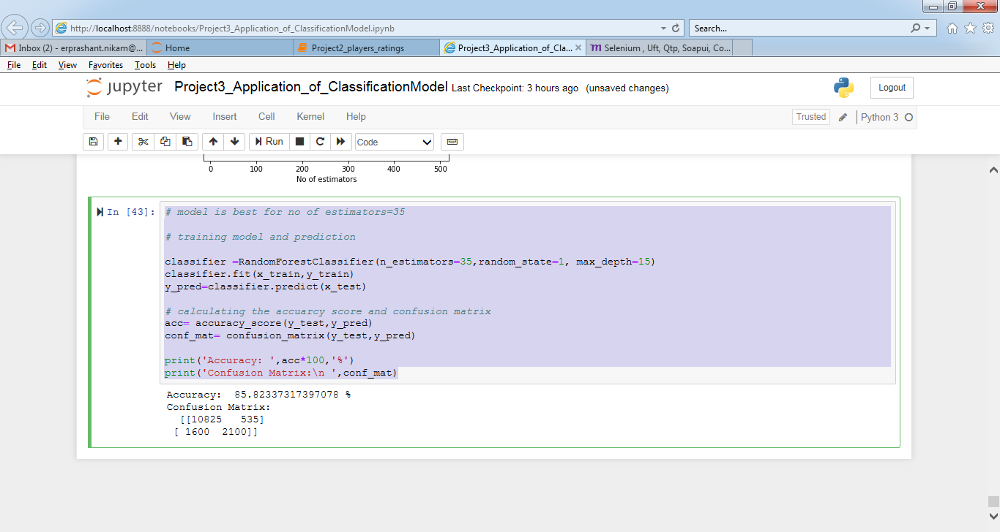 http://localhost:8888/notebooks/Project3_Application_of_ClassificationModel.ipynb
Search...
Inbox (2) - erprashant.nikam@...
Home
Project2_players_ratings
Project3_Application_of_Cla...
Selenium , Uft, Qtp, Soapui, Co...
File Edit View Favorites Tools Help
jupyter Project3_Application_of_ClassificationModel Last Checkpoint: 3 hours ago (unsaved changes)
Logout
File Edit View Insert Cell Kernel Help
Trusted
Python 3
Run
Code
0 100 200 300 400 500
No of estimators
In [43]:
# model is best for no of estimators=35
# training model and prediction
classifier =RandomForestClassifier(n_estimators=35,random_state=1, max_depth=15)
classifier.fit(x_train,y_train)
y_pred=classifier.predict(x_test)
# calculating the accuarcy score and confusion matrix
acc= accuracy_score(y_test,y_pred)
conf_mat= confusion_matrix(y_test,y_pred)
print('Accuracy: ',acc*100,'%')
print('Confusion Matrix:\n ',conf_mat)
Accuracy:  85.82337317397078 %
Confusion Matrix:
[[10825   535]
[ 1600  2100]]